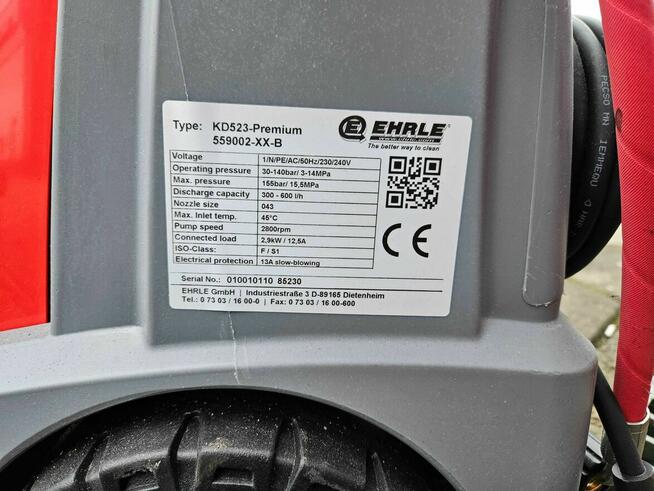 Type: KD523-Premium
559002-XX-B
EHRLE
www.ehrle.com
The better way to clean
Voltage 1/N/PE/AC/50Hz/230/240V
Operating pressure 30-140bar/ 3-14MPa
Max. pressure 155bar/ 15,5MPa
Discharge capacity 300 - 600 l/h
Nozzle size 043
Max. Inlet temp. 45°C
Pump speed 2800rpm
Connected load 2,9kW / 12,5A
ISO-Class: F / S1
Electrical protection 13A slow-blowing
CE
Serial No.: 010010110 85230
EHRLE GmbH | Industriestraße 3 D-89165 Dietenheim
Tel.: 0 73 03 / 16 00-0 | Fax: 0 73 03 / 16 00-600